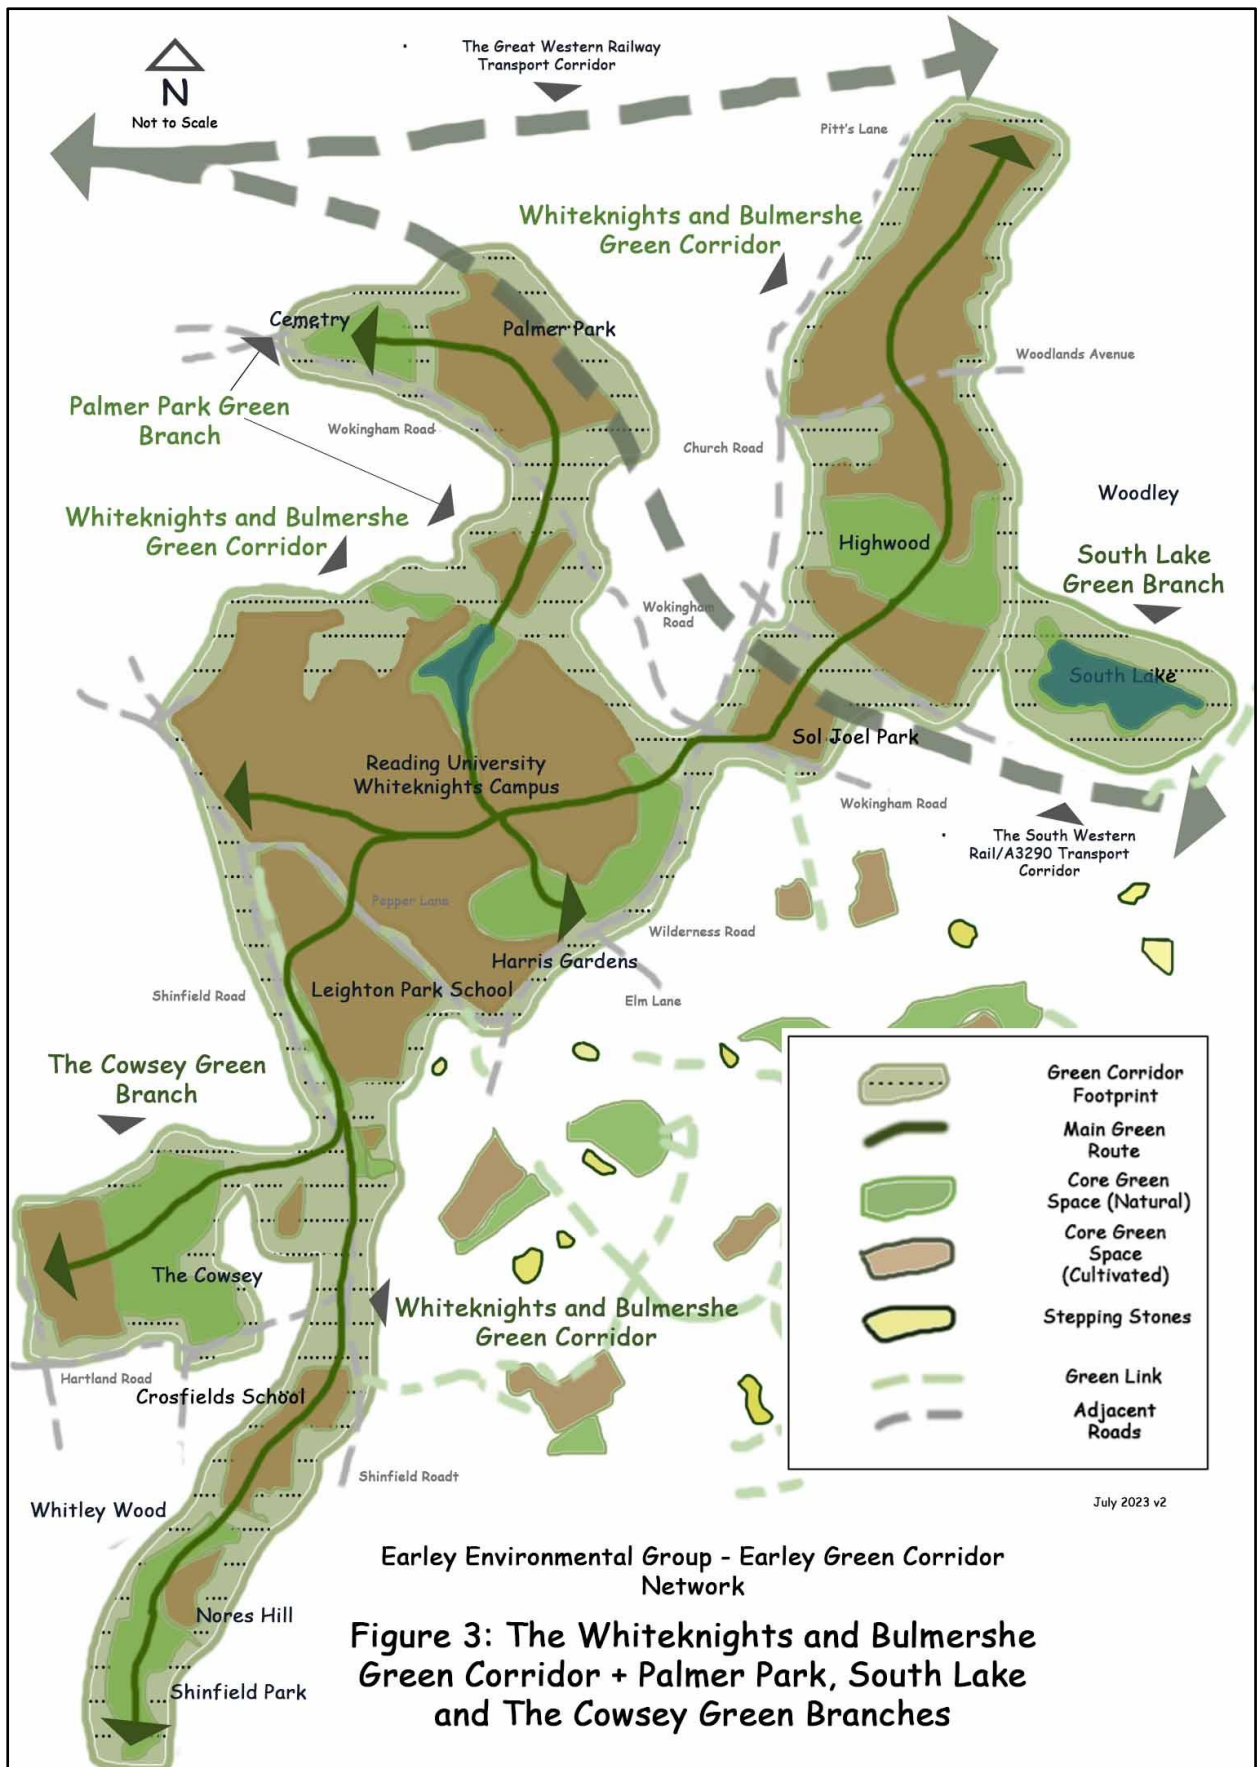 The Great Western Railway
Transport Corridor
N
Not to Scale
Pitt's Lane
Whiteknights and Bulmershe
Green Corridor
Cemetry
Palmer Park
Woodlands Avenue
Palmer Park Green
Branch
Wokingham Road
Church Road
Woodley
Whiteknights and Bulmershe
Green Corridor
Highwood
South Lake
Green Branch
Wokingham
Road
South Lake
Sol Joel Park
Reading University
Whiteknights Campus
Wokingham Road
The South Western
Rail/A3290 Transport
Corridor
Pepper Lane
Wilderness Road
Harris Gardens
Leighton Park School
Shinfield Road
Elm Lane
The Cowsey Green
Branch
Green Corridor
Footprint
Main Green
Route
Core Green
Space (Natural)
Core Green
Space
(Cultivated)
Stepping Stones
Green Link
Adjacent
Roads
The Cowsey
Whiteknights and Bulmershe
Green Corridor
Hartland Road
Crosfields School
Shinfield Roadt
Whitley Wood
July 2023 v2
Earley Environmental Group - Earley Green Corridor
Network
Nores Hill
Figure 3: The Whiteknights and Bulmershe
Green Corridor + Palmer Park, South Lake
and The Cowsey Green Branches
Shinfield Park